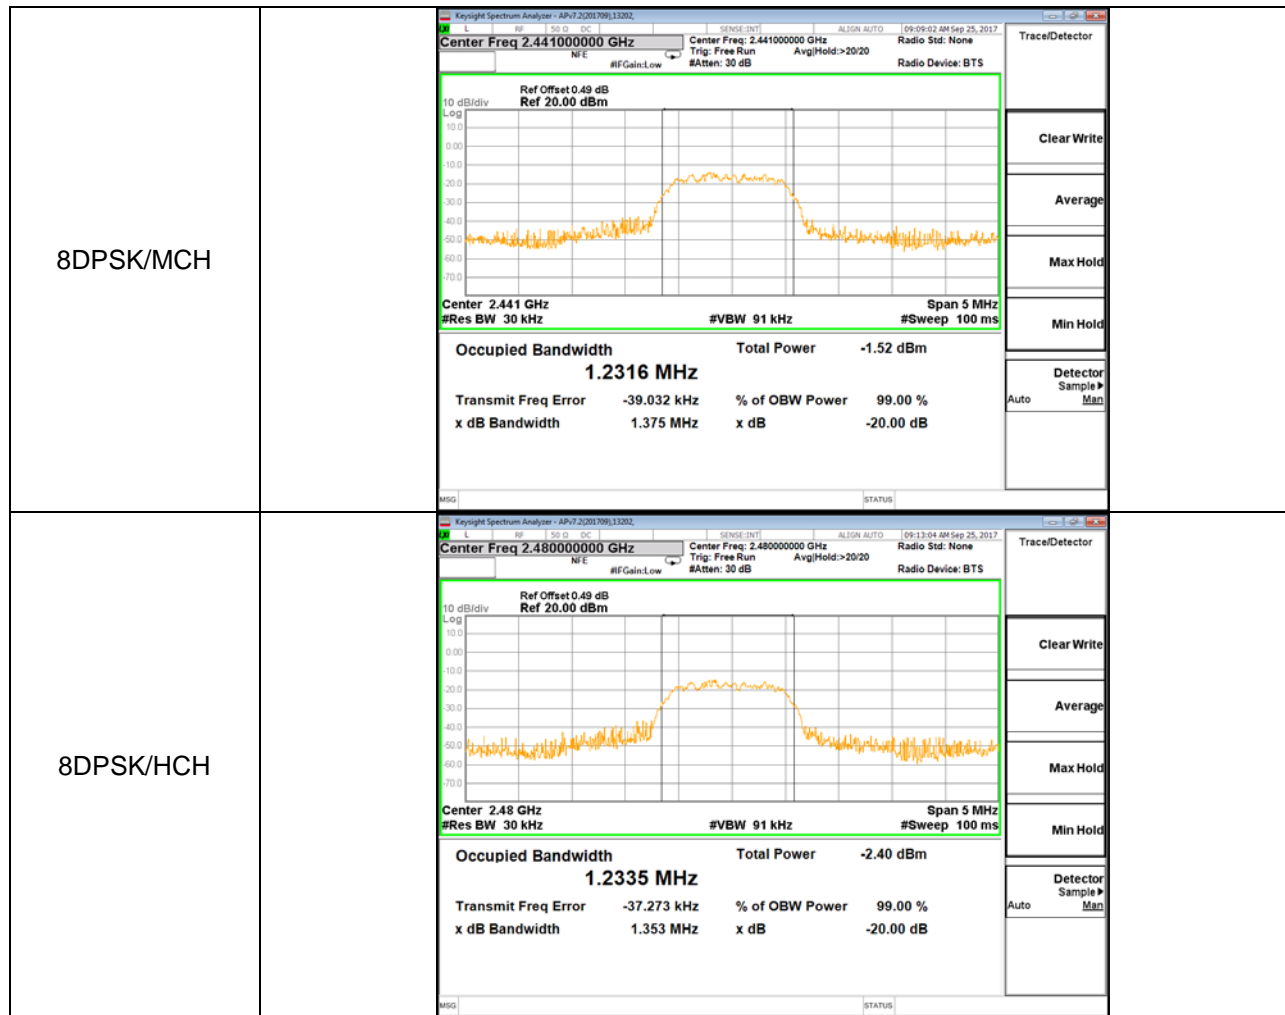 8DPSK/MCH
Keysight Spectrum Analyzer - APv7.2(201709),13202,
L RF 50 Ω DC SENSE:INT ALIGN AUTO 09:09:02 AM Sep 25, 2017
Center Freq 2.441000000 GHz
Center Freq: 2.441000000 GHz
Radio Std: None
NFE
Trig: Free Run Avg|Hold:>20/20
#IFGain:Low
#Atten: 30 dB
Radio Device: BTS
Ref Offset 0.49 dB
10 dB/div Ref 20.00 dBm
Log
10.0
0.00
-10.0
-20.0
-30.0
-40.0
-50.0
-60.0
-70.0
Center 2.441 GHz Span 5 MHz
#Res BW 30 kHz #VBW 91 kHz #Sweep 100 ms
Occupied Bandwidth Total Power -1.52 dBm
1.2316 MHz
Transmit Freq Error -39.032 kHz % of OBW Power 99.00 %
x dB Bandwidth 1.375 MHz x dB -20.00 dB
MSG STATUS
Trace/Detector
Clear Write
Average
Max Hold
Min Hold
Detector
Sample
Auto Man
8DPSK/HCH
Keysight Spectrum Analyzer - APv7.2(201709),13202,
L RF 50 Ω DC SENSE:INT ALIGN AUTO 09:13:04 AM Sep 25, 2017
Center Freq 2.480000000 GHz
Center Freq: 2.480000000 GHz
Radio Std: None
NFE
Trig: Free Run Avg|Hold:>20/20
#IFGain:Low
#Atten: 30 dB
Radio Device: BTS
Ref Offset 0.49 dB
10 dB/div Ref 20.00 dBm
Log
10.0
0.00
-10.0
-20.0
-30.0
-40.0
-50.0
-60.0
-70.0
Center 2.48 GHz Span 5 MHz
#Res BW 30 kHz #VBW 91 kHz #Sweep 100 ms
Occupied Bandwidth Total Power -2.40 dBm
1.2335 MHz
Transmit Freq Error -37.273 kHz % of OBW Power 99.00 %
x dB Bandwidth 1.353 MHz x dB -20.00 dB
MSG STATUS
Trace/Detector
Clear Write
Average
Max Hold
Min Hold
Detector
Sample
Auto Man